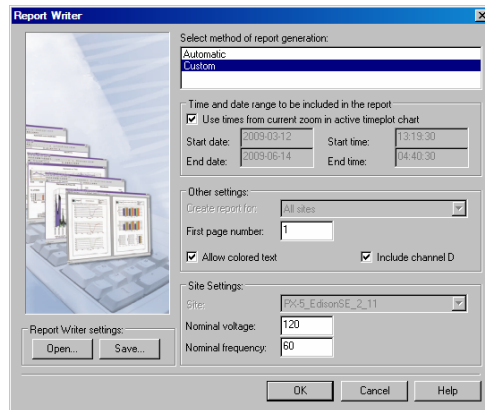 Report Writer
Select method of report generation:
Automatic
Custom
Time and date range to be included in the report
Use times from current zoom in active timeplot chart
Start date: 2009-03-12 Start time: 13:19:30
End date: 2009-06-14 End time: 04:40:30
Other settings:
Create report for: All sites
First page number: 1
Allow colored text Include channel D
Site Settings:
Site: PX-5_EdisonSE_2_11
Nominal voltage: 120
Nominal frequency: 60
Report Writer settings:
Open... Save...
OK Cancel Help